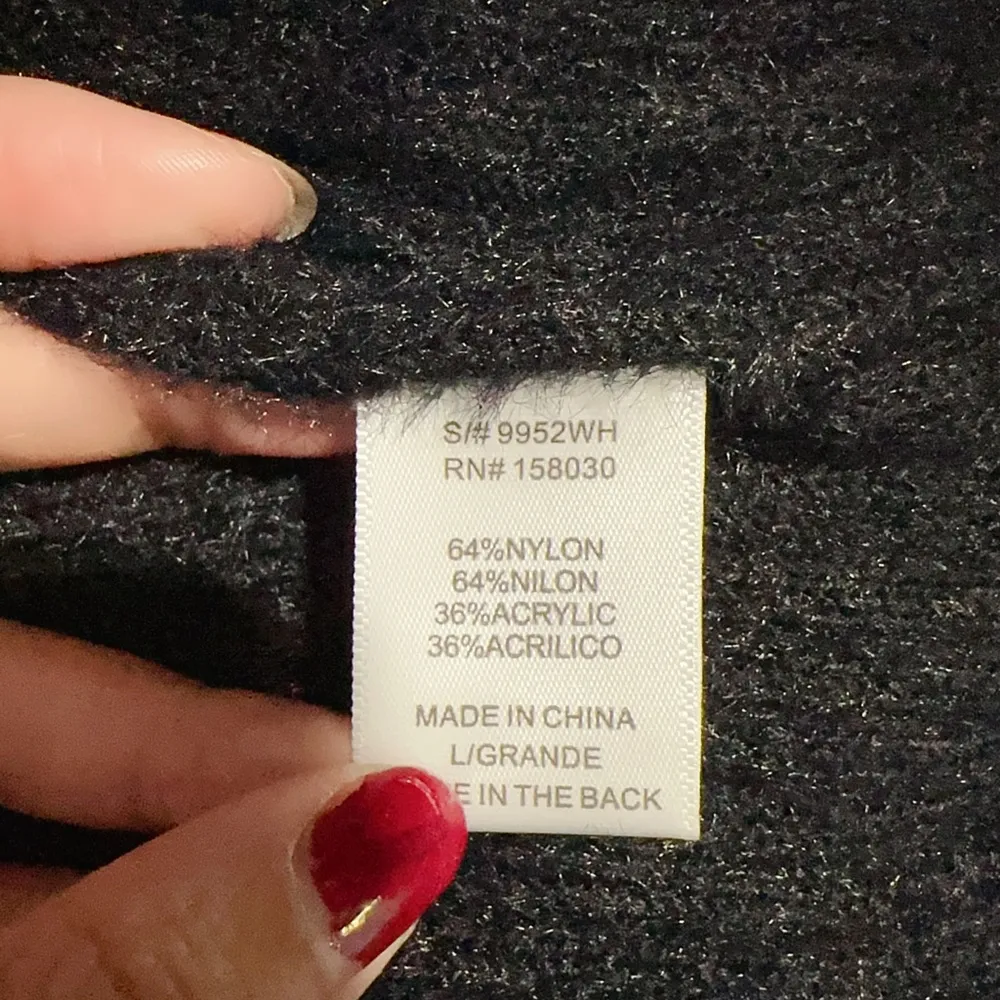 S/# 9952WH
RN# 158030
64%NYLON
64%NILON
36%ACRYLIC
36%ACRILICO
MADE IN CHINA
L/GRANDE
IN THE BACK